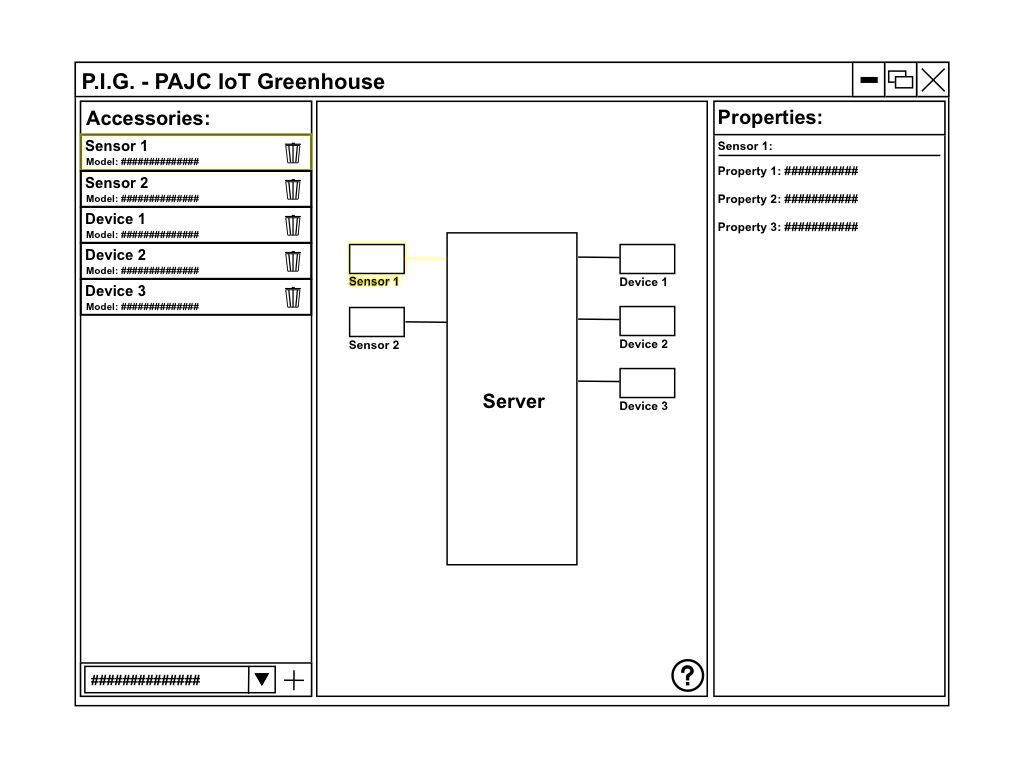 P.I.G. - PAJC IoT Greenhouse
Accessories:
Sensor 1
Model: ##############
Sensor 2
Model: ##############
Device 1
Model: ##############
Device 2
Model: ##############
Device 3
Model: ##############
##############
Sensor 1
Sensor 2
Server
Device 1
Device 2
Device 3
?
Properties:
Sensor 1:
Property 1: ###########
Property 2: ###########
Property 3: ###########